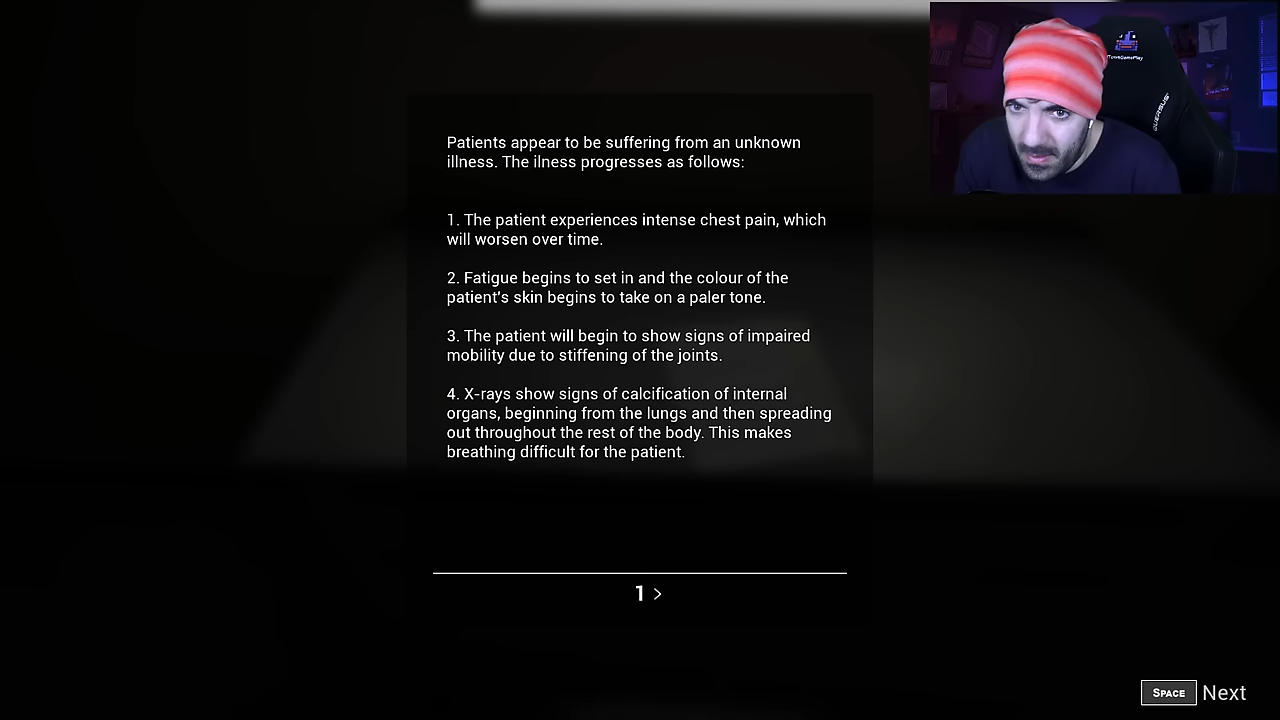 Patients appear to be suffering from an unknown
illness. The ilness progresses as follows:
1. The patient experiences intense chest pain, which
will worsen over time.
2. Fatigue begins to set in and the colour of the
patient's skin begins to take on a paler tone.
3. The patient will begin to show signs of impaired
mobility due to stiffening of the joints.
4. X-rays show signs of calcification of internal
organs, beginning from the lungs and then spreading
out throughout the rest of the body. This makes
breathing difficult for the patient.
1 >
SPACE Next